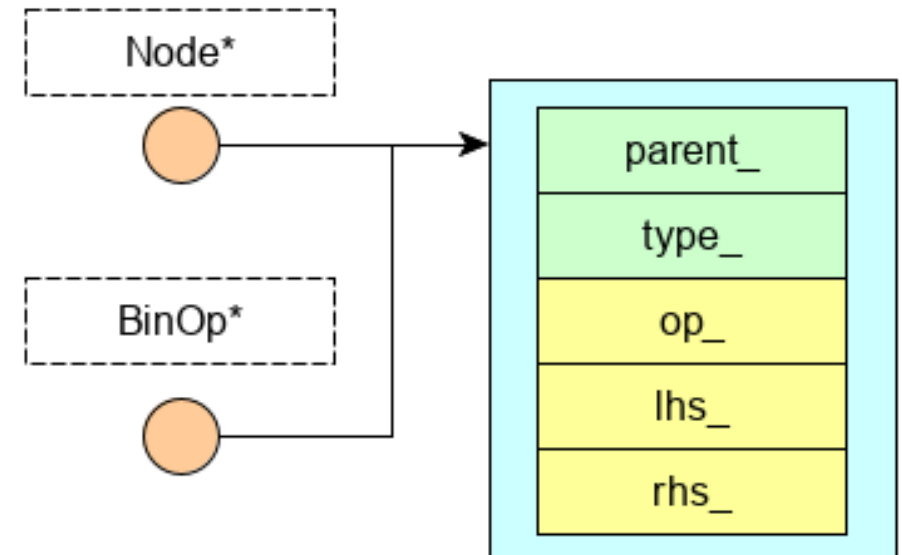 Node*
parent_
type_
BinOp*
op_
lhs_
rhs_